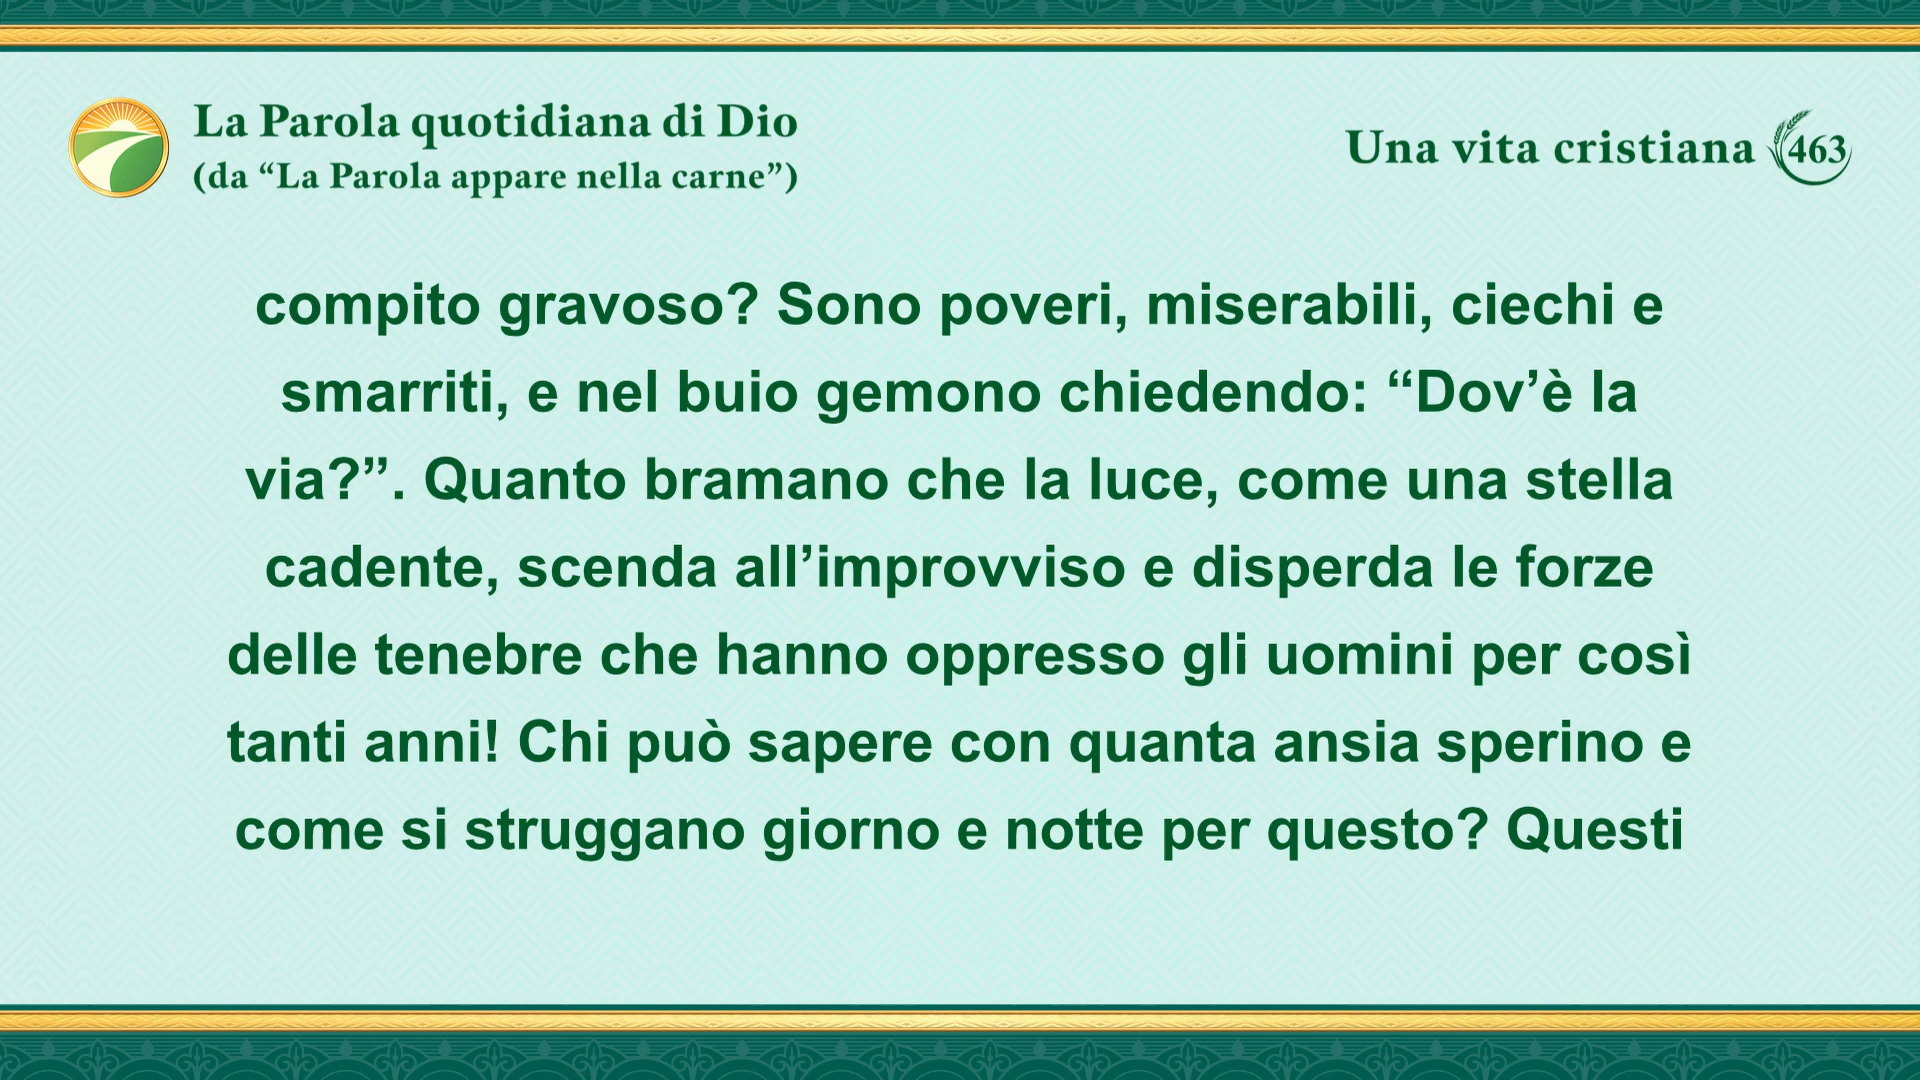 La Parola quotidiana di Dio
(da “La Parola appare nella carne”)
Una vita cristiana 463
compito gravoso? Sono poveri, miserabili, ciechi e
smarriti, e nel buio gemono chiedendo: “Dov’è la
via?”. Quanto bramano che la luce, come una stella
cadente, scenda all’improvviso e disperda le forze
delle tenebre che hanno oppresso gli uomini per così
tanti anni! Chi può sapere con quanta ansia sperino e
come si struggano giorno e notte per questo? Questi